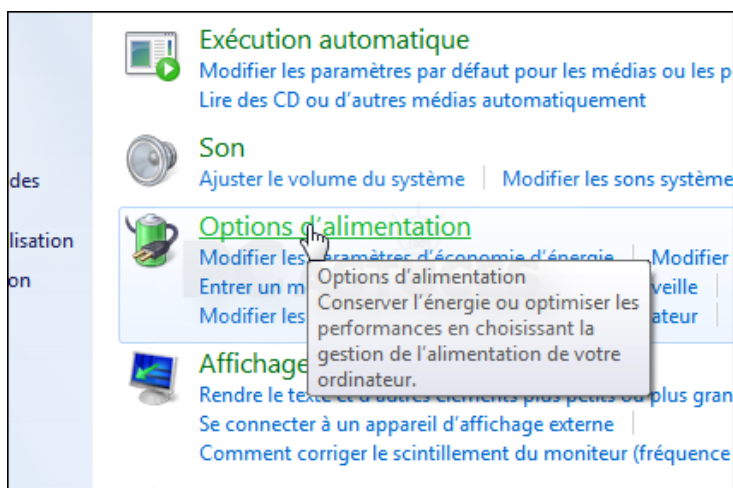 Exécution automatique
Modifier les paramètres par défaut pour les médias ou les p
Lire des CD ou d'autres médias automatiquement
Son
des
Ajuster le volume du système Modifier les sons système
Options d'alimentation
lisation
Modifier les paramètres d'économie d'énergie Modifier
on
Entrer un m veille
Modifier les ateur
Options d'alimentation
Conserver l'énergie ou optimiser les
performances en choisissant la
gestion de l'alimentation de votre
ordinateur.
Affichage
Rendre le texte et d'autres éléments plus petits ou plus gran
Se connecter à un appareil d'affichage externe
Comment corriger le scintillement du moniteur (fréquence